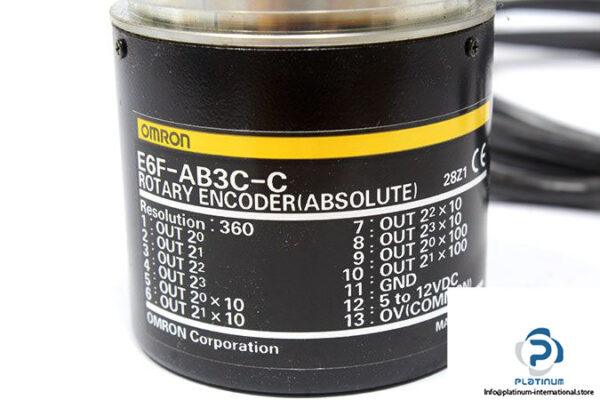 OMRON
E6F-AB3C-C
ROTARY ENCODER(ABSOLUTE) 28Z1 CE
Resolution : 360
1 : OUT 2⁰
2 : OUT 2¹
3 : OUT 2²
4 : OUT 2³
5 : OUT 2⁰ × 10
6 : OUT 2¹ × 10
7 : OUT 2² × 10
8 : OUT 2³ × 10
9 : OUT 2⁰ × 100
10 : OUT 2¹ × 100
11 : GND
12 : 5 to 12VDC
13 : 0V(COMMON)
OMRON Corporation
MA
PLATINUM
info@platinum-international.store